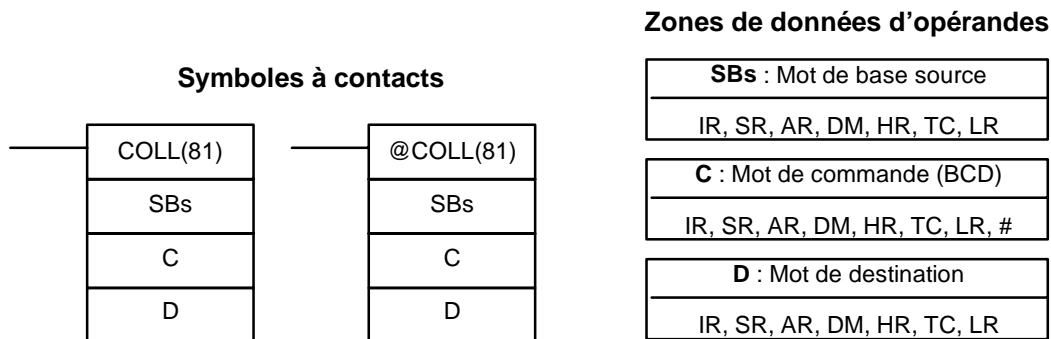 Zones de données d’opérandes
Symboles à contacts
SBs : Mot de base source
IR, SR, AR, DM, HR, TC, LR
COLL(81)
@COLL(81)
C : Mot de commande (BCD)
SBs
SBs
IR, SR, AR, DM, HR, TC, LR, #
C
C
D : Mot de destination
D
D
IR, SR, AR, DM, HR, TC, LR